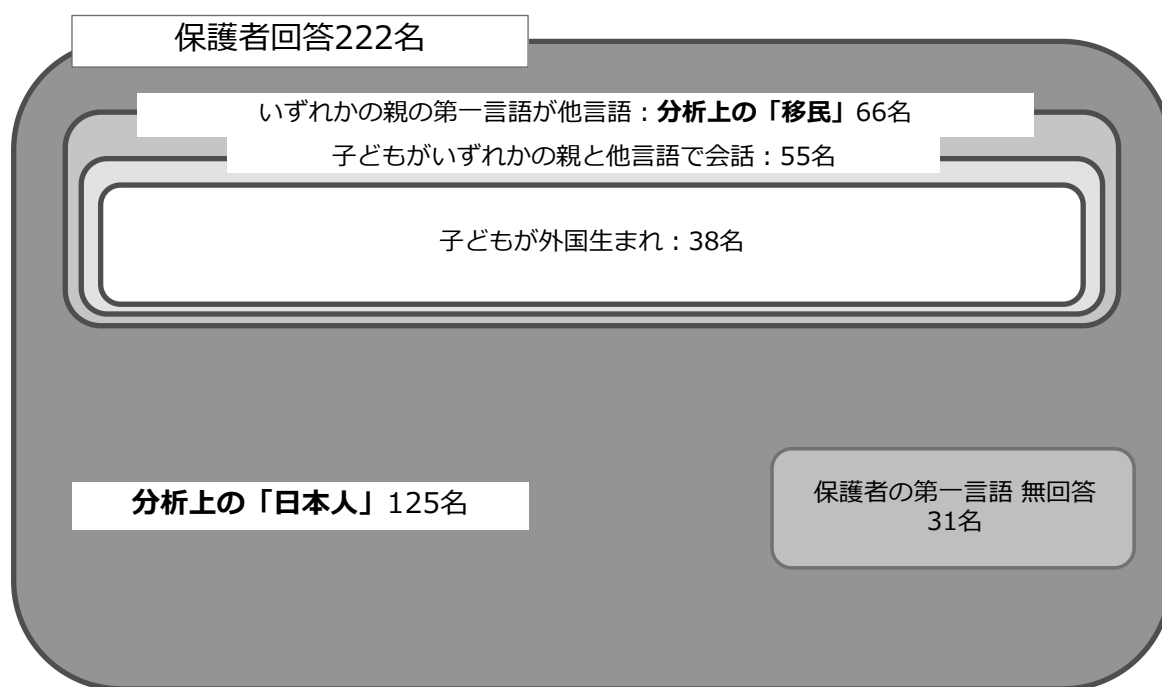 保護者回答222名
いずれかの親の第一言語が他言語：分析上の「移民」66名
子どもがいずれかの親と他言語で会話：55名
子どもが外国生まれ：38名
分析上の「日本人」125名
保護者の第一言語 無回答
31名